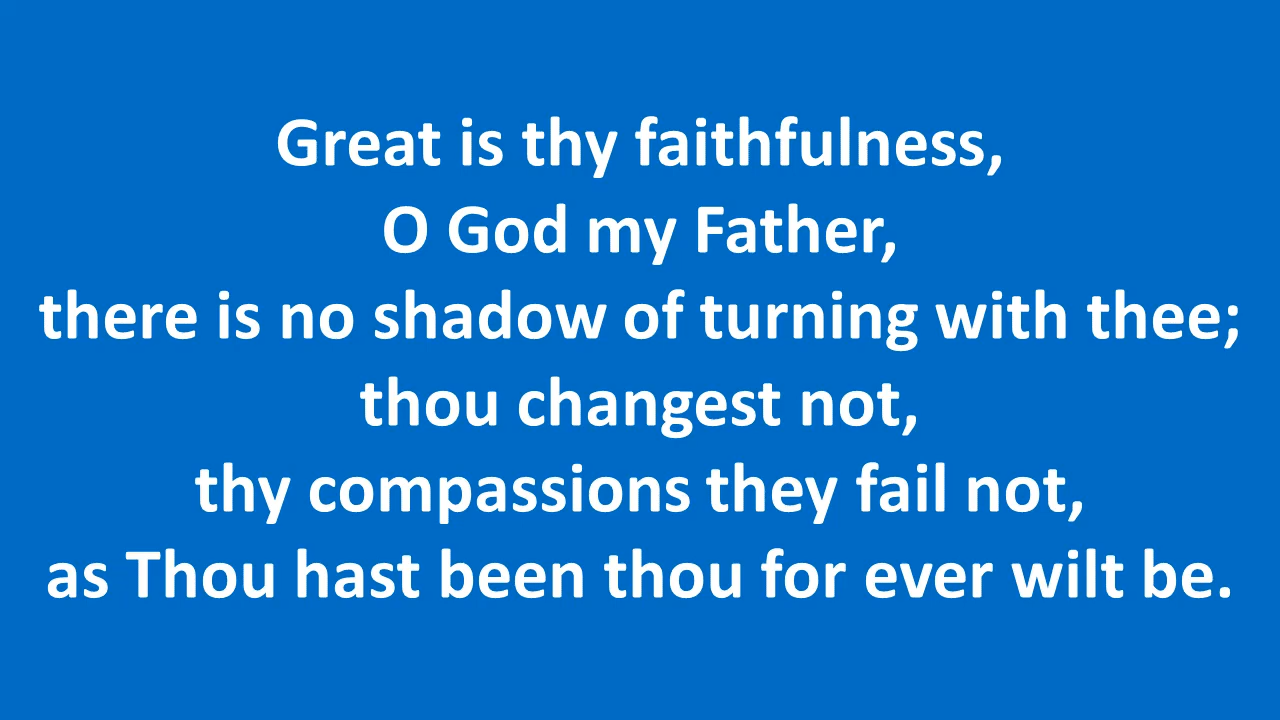 Great is thy faithfulness,
O God my Father,
there is no shadow of turning with thee;
thou changest not,
thy compassions they fail not,
as Thou hast been thou for ever wilt be.